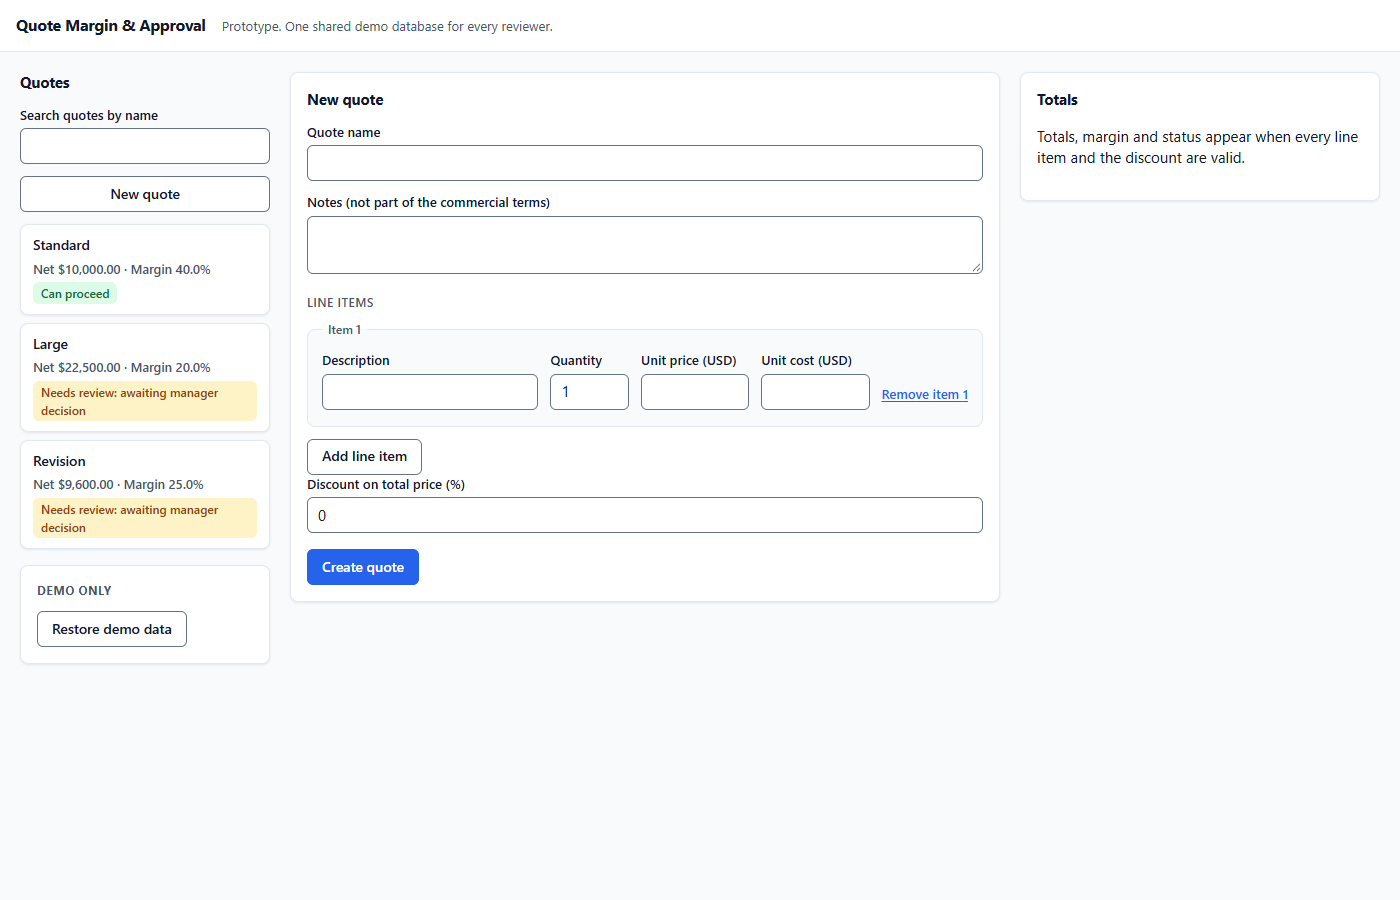 Quote Margin & Approval
Prototype. One shared demo database for every reviewer.
Quotes
Search quotes by name
New quote
Standard
Net $10,000.00 · Margin 40.0%
Can proceed
Large
Net $22,500.00 · Margin 20.0%
Needs review: awaiting manager
decision
Revision
Net $9,600.00 · Margin 25.0%
Needs review: awaiting manager
decision
DEMO ONLY
Restore demo data
New quote
Quote name
Notes (not part of the commercial terms)
LINE ITEMS
Item 1
Description
Quantity
Unit price (USD)
Unit cost (USD)
1
Remove item 1
Add line item
Discount on total price (%)
0
Create quote
Totals
Totals, margin and status appear when every line
item and the discount are valid.